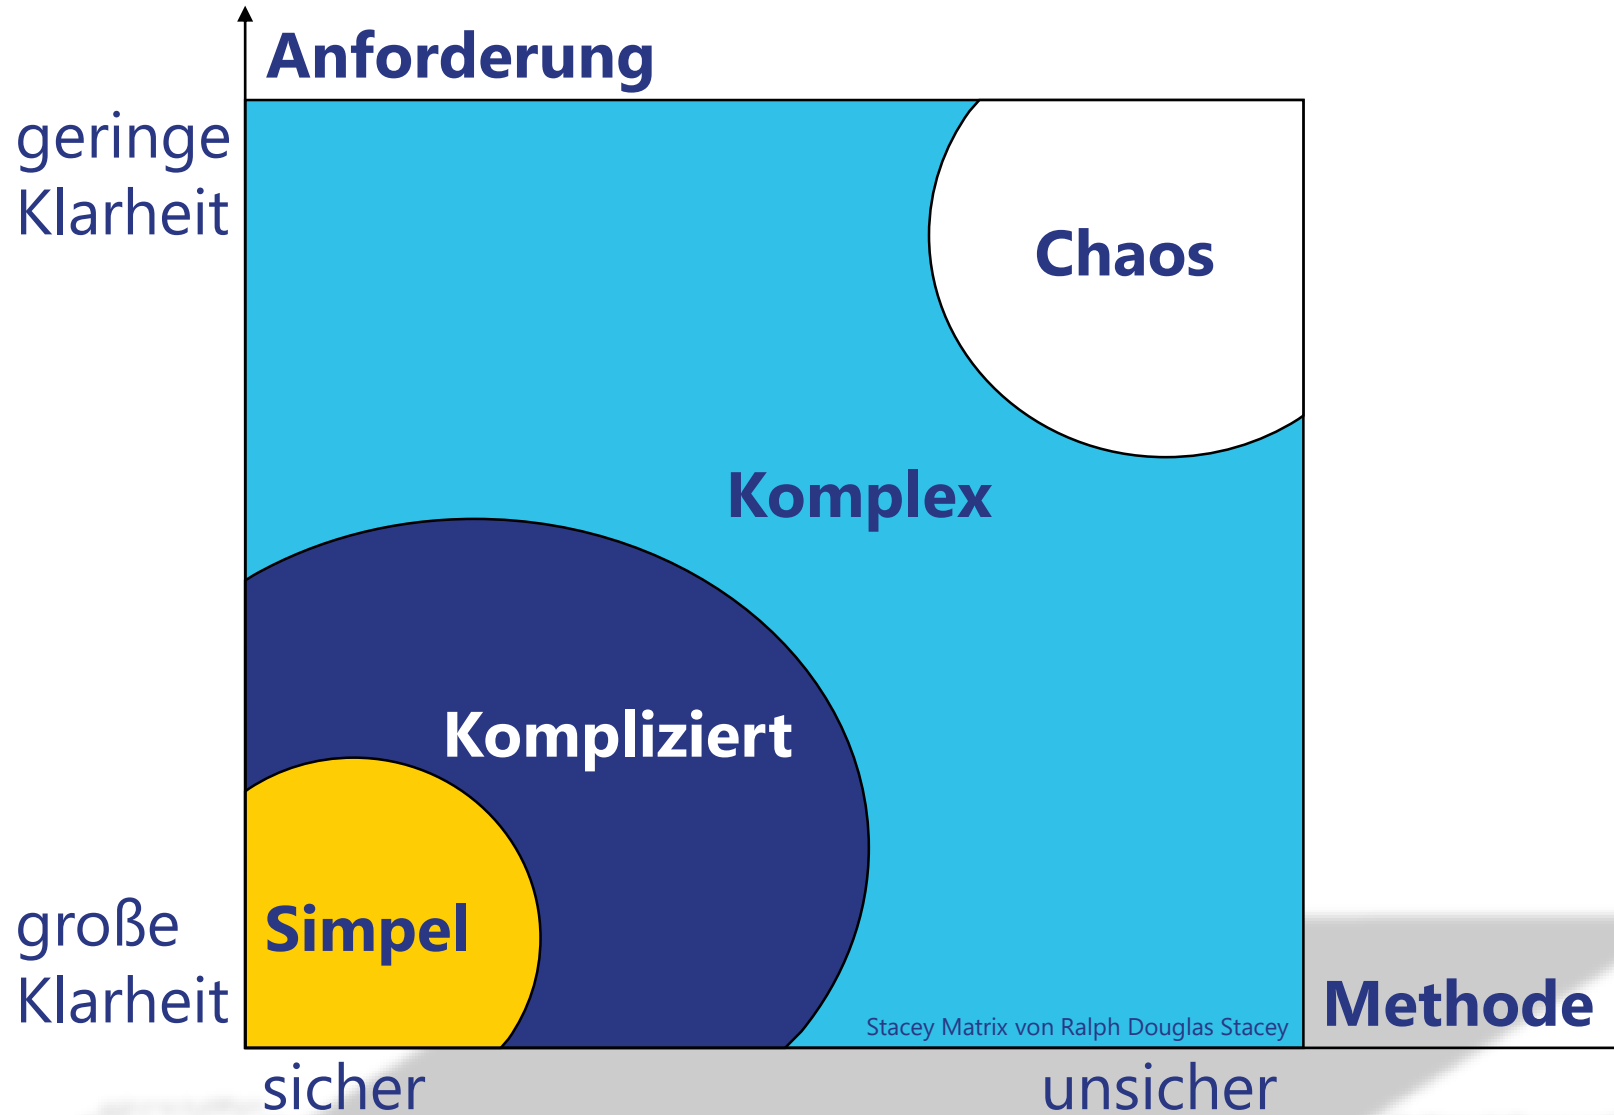 Anforderung
geringe
Klarheit
Chaos
Komplex
Kompliziert
Simpel
große
Klarheit
Methode
Stacey Matrix von Ralph Douglas Stacey
sicher
unsicher